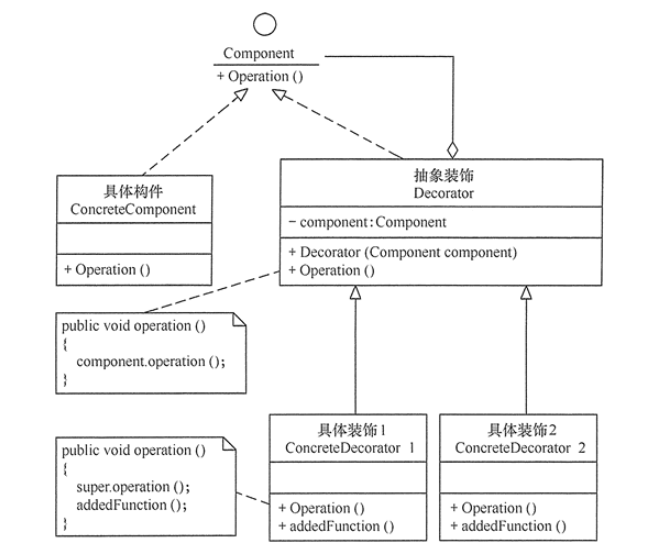 Component
+ Operation ()
具体构件
ConcreteComponent
+ Operation ()
抽象装饰
Decorator
- component:Component
+ Decorator (Component component)
+ Operation ()
public void operation ()
{
component.operation ();
}
具体装饰1
ConcreteDecorator 1
+ Operation ()
+ addedFunction ()
具体装饰2
ConcreteDecorator 2
+ Operation ()
+ addedFunction ()
public void operation ()
{
super.operation ();
addedFunction ();
}